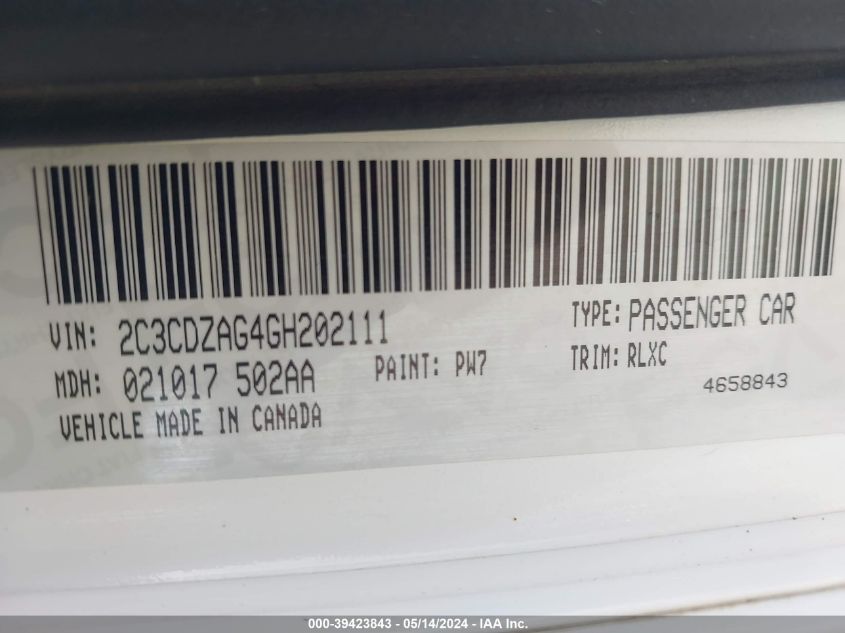 VIN: 2C3CDZAG4GH202111 TYPE: PASSENGER CAR
MDH: 021017 502AA PAINT: PW7 TRIM: RLXC
4658843
VEHICLE MADE IN CANADA
000-39423843 - 05/14/2024 - IAA Inc.